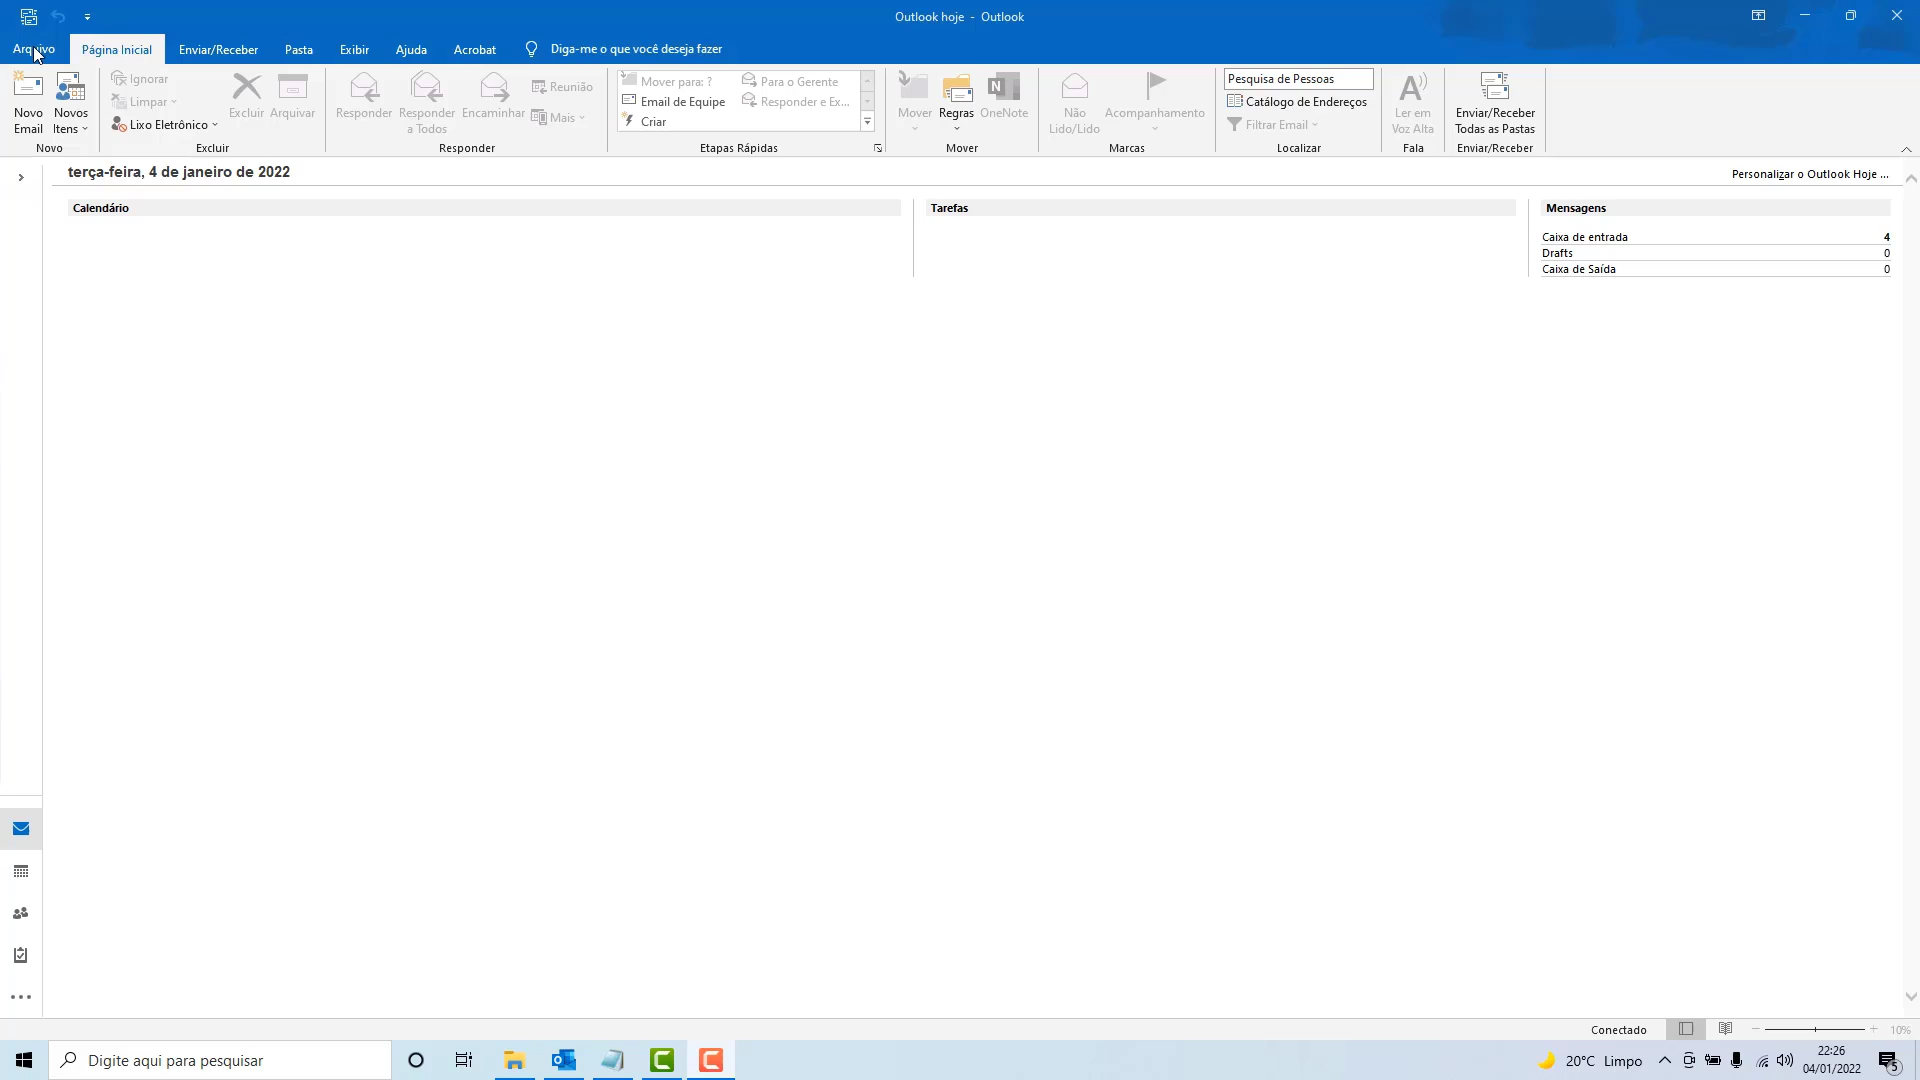 Outlook hoje - Outlook
Arquivo
Página Inicial
Enviar/Receber
Pasta
Exibir
Ajuda
Acrobat
Diga-me o que você deseja fazer
Novo
Email
Novos
Itens
Novo
Ignorar
Limpar
Lixo Eletrônico
Excluir
Arquivar
Excluir
Responder
Responder
a Todos
Encaminhar
Reunião
Mais
Responder
Mover para: ?
Email de Equipe
Criar
Para o Gerente
Responder e Ex...
Etapas Rápidas
Mover
Regras
OneNote
Mover
Não
Lido/Lido
Acompanhamento
Marcas
Pesquisa de Pessoas
Catálogo de Endereços
Filtrar Email
Localizar
Ler em
Voz Alta
Fala
Enviar/Receber
Todas as Pastas
Enviar/Receber
terça-feira, 4 de janeiro de 2022
Personalizar o Outlook Hoje ...
Calendário
Tarefas
Mensagens
Caixa de entrada 4
Drafts 0
Caixa de Saída 0
Conectado
10%
Digite aqui para pesquisar
20°C Limpo
22:26
04/01/2022
5